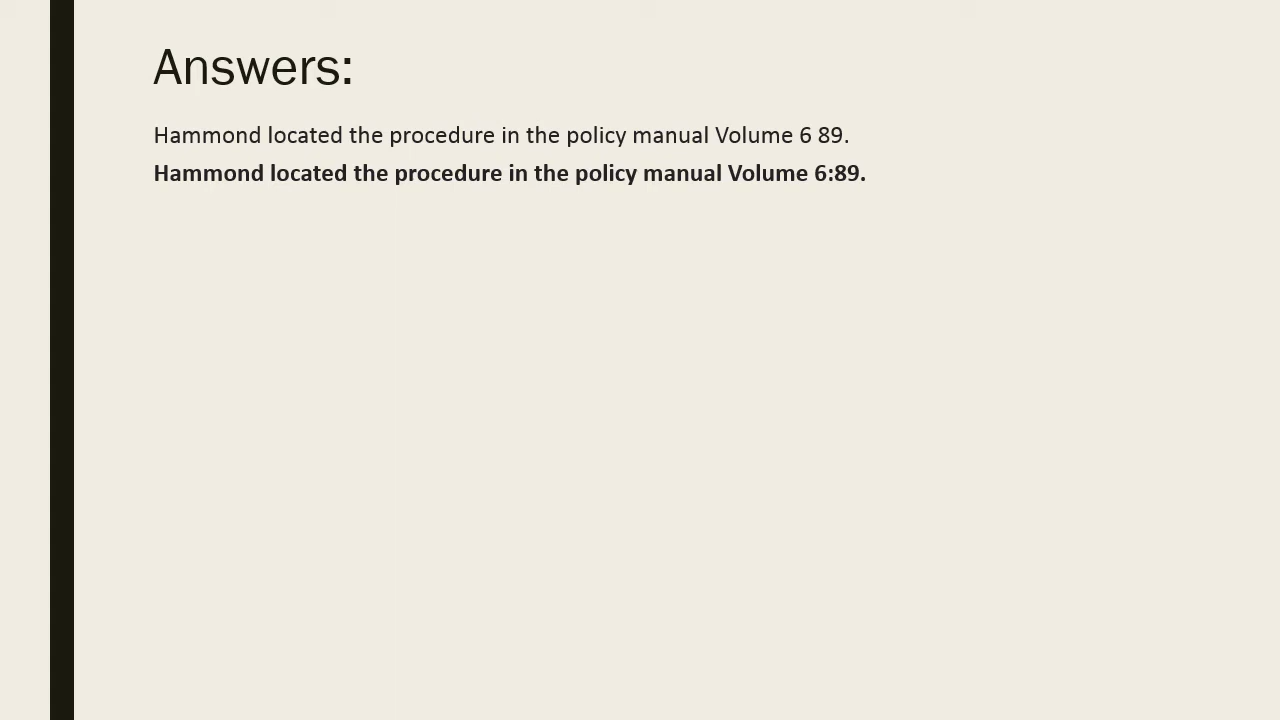 Answers:
Hammond located the procedure in the policy manual Volume 6 89.
Hammond located the procedure in the policy manual Volume 6:89.